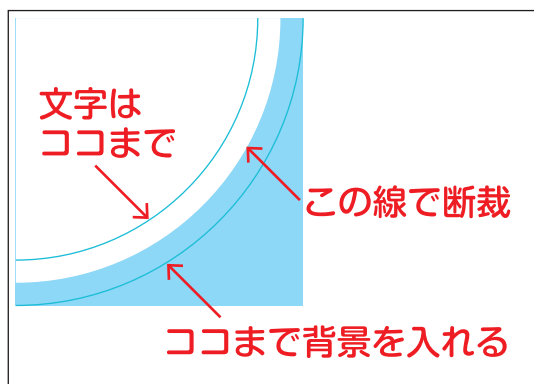 文字は
ココまで
この線で断裁
ココまで背景を入れる